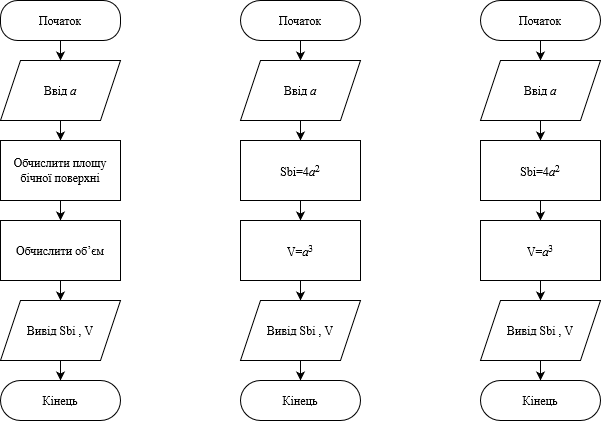 Початок
Ввід a
Обчислити площу
бічної поверхні
Обчислити об’єм
Вивід Sbi , V
Кінець
Початок
Ввід a
Sbi=4a²
V=a³
Вивід Sbi , V
Кінець
Початок
Ввід a
Sbi=4a²
V=a³
Вивід Sbi , V
Кінець